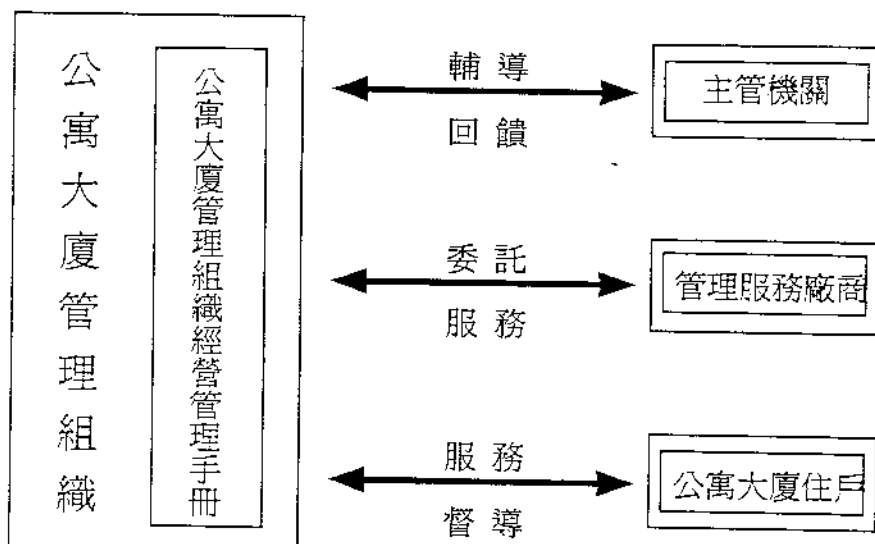 公寓大廈管理組織
公寓大廈管理組織經營管理手冊
輔導
回饋
主管機關
委託
服務
管理服務廠商
服務
督導
公寓大廈住戶